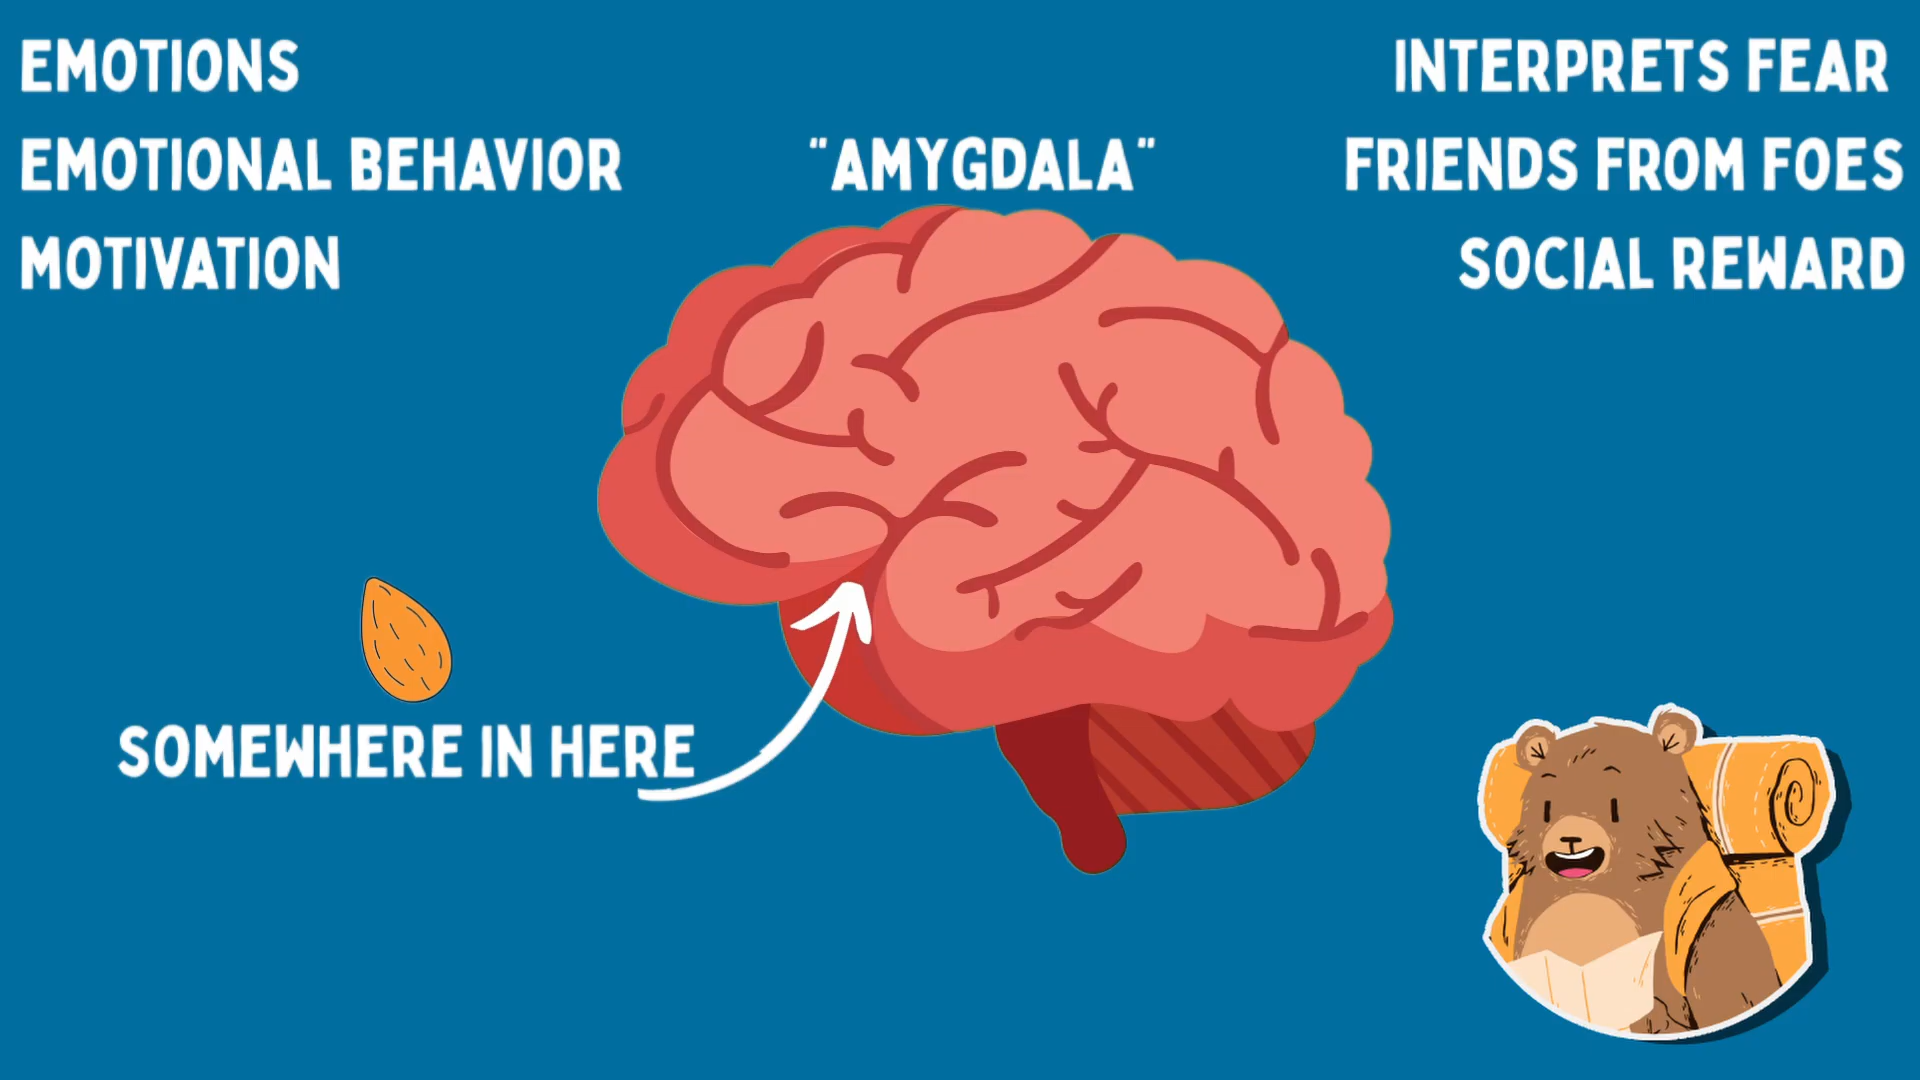 EMOTIONS
EMOTIONAL BEHAVIOR
MOTIVATION
"AMYGDALA"
INTERPRETS FEAR
FRIENDS FROM FOES
SOCIAL REWARD
SOMEWHERE IN HERE